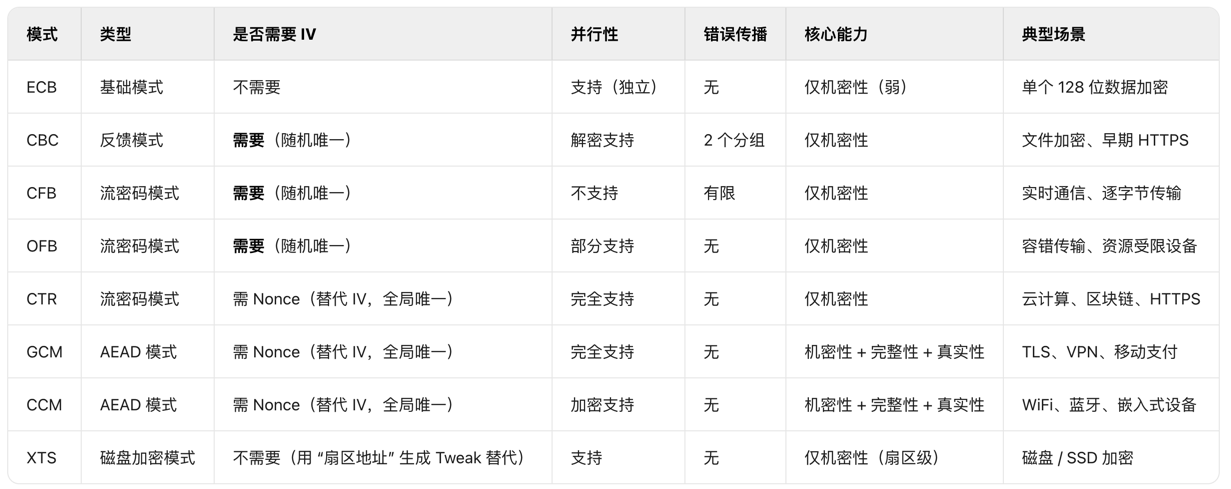 模式 类型 是否需要 IV 并行性 错误传播 核心能力 典型场景
ECB 基础模式 不需要 支持（独立） 无 仅机密性（弱） 单个 128 位数据加密
CBC 反馈模式 需要（随机唯一） 解密支持 2 个分组 仅机密性 文件加密、早期 HTTPS
CFB 流密码模式 需要（随机唯一） 不支持 有限 仅机密性 实时通信、逐字节传输
OFB 流密码模式 需要（随机唯一） 部分支持 无 仅机密性 容错传输、资源受限设备
CTR 流密码模式 需 Nonce（替代 IV，全局唯一） 完全支持 无 仅机密性 云计算、区块链、HTTPS
GCM AEAD 模式 需 Nonce（替代 IV，全局唯一） 完全支持 无 机密性 + 完整性 + 真实性 TLS、VPN、移动支付
CCM AEAD 模式 需 Nonce（替代 IV，全局唯一） 加密支持 无 机密性 + 完整性 + 真实性 WiFi、蓝牙、嵌入式设备
XTS 磁盘加密模式 不需要（用 “扇区地址” 生成 Tweak 替代） 支持 无 仅机密性（扇区级） 磁盘 / SSD 加密